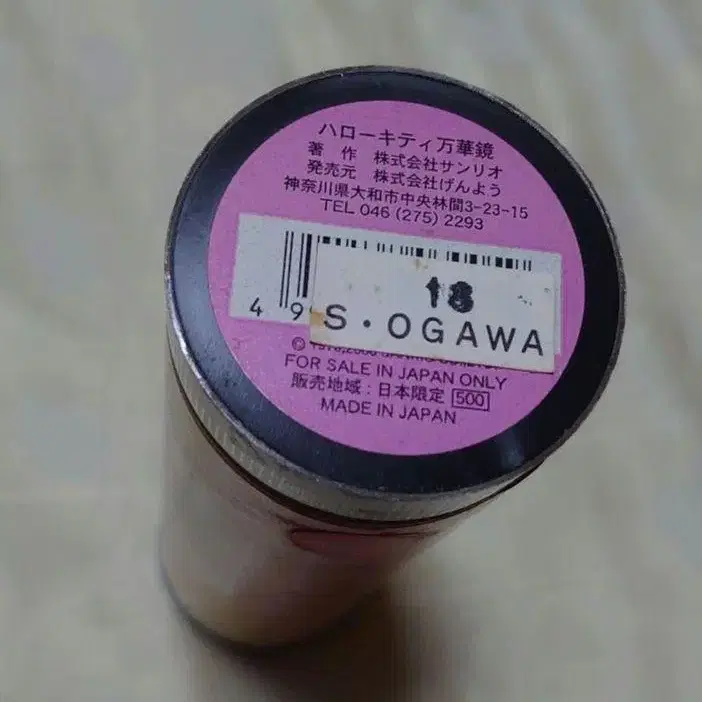 ハローキティ万華鏡
著 作 株式会社サンリオ
発売元 株式会社げんよう
神奈川県大和市中央林間3-23-15
TEL 046 (275) 2293
18
4 9
S・OGAWA
FOR SALE IN JAPAN ONLY
販売地域：日本限定 500
MADE IN JAPAN